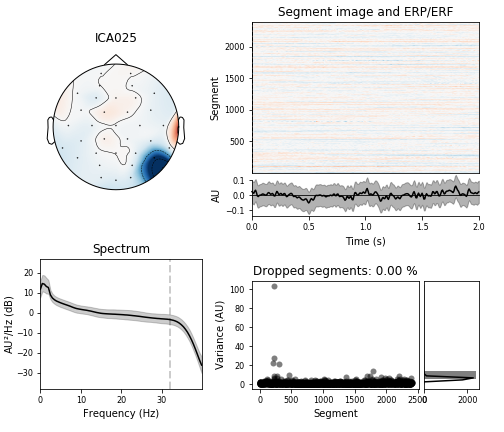 ICA025
Segment image and ERP/ERF
Segment
2000
1500
1000
500
AU
0.1
0.0
−0.1
0.0 0.5 1.0 1.5 2.0
Time (s)
Spectrum
AU²/Hz (dB)
20
10
0
−10
−20
−30
0 10 20 30
Frequency (Hz)
Dropped segments: 0.00 %
Variance (AU)
100
80
60
40
20
0
0 500 1000 1500 2000 2500
Segment
0 2000